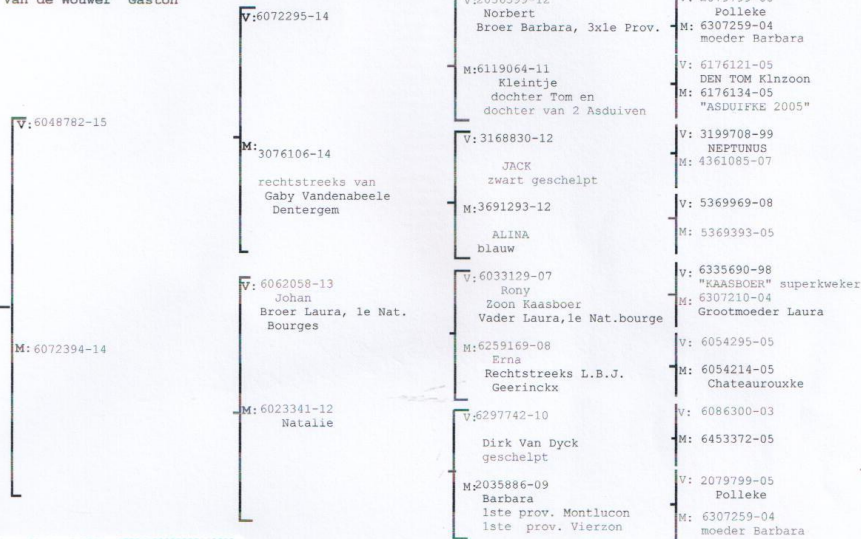 van de Wouwer "Gaston"
V:6048782-15
M:6072394-14
V:6072295-14
M:3076106-14
rechtstreeks van
Gaby Vandenabeele
Dentergem
V: 6062058-13
Johan
Broer Laura, 1e Nat.
Bourges
M:6023341-12
Natalie
Norbert
Broer Barbara, 3x1e Prov.
M:6119064-11
Kleintje
dochter Tom en
dochter van 2 Asduiven
V:3168830-12
JACK
zwart geschelpt
M:3691293-12
ALINA
blauw
V:6033129-07
Rony
Zoon Kaasboer
Vader Laura,1e Nat.bourge
M:6259169-08
Erna
Rechtstreeks L.B.J.
Geerinckx
V:6297742-10
Dirk Van Dyck
geschelpt
M:2035886-09
Barbara
1ste prov. Montlucon
1ste prov. Vierzon
Polleke
M: 6307259-04
moeder Barbara
V: 6176121-05
DEN TOM Klnzoon
M: 6176134-05
"ASDUIFKE 2005"
V: 3199708-99
NEPTUNUS
M: 4361085-07
V: 5369969-08
M: 5369393-05
V: 6335690-98
"KAASBOER" superkweker
M: 6307210-04
Grootmoeder Laura
V: 6054295-05
M: 6054214-05
Chateaurouxke
V: 6086300-03
M: 6453372-05
V: 2079799-05
Polleke
M: 6307259-04
moeder Barbara